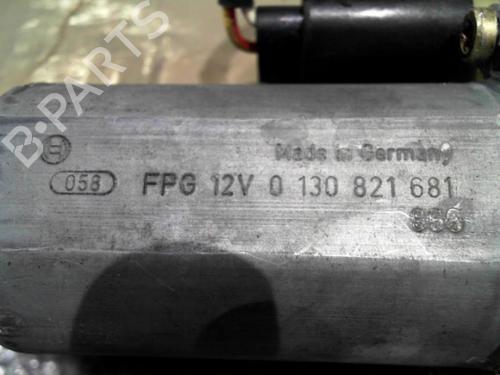 Made in Germany
058 FPG 12V 0 130 821 681
B-PARTS